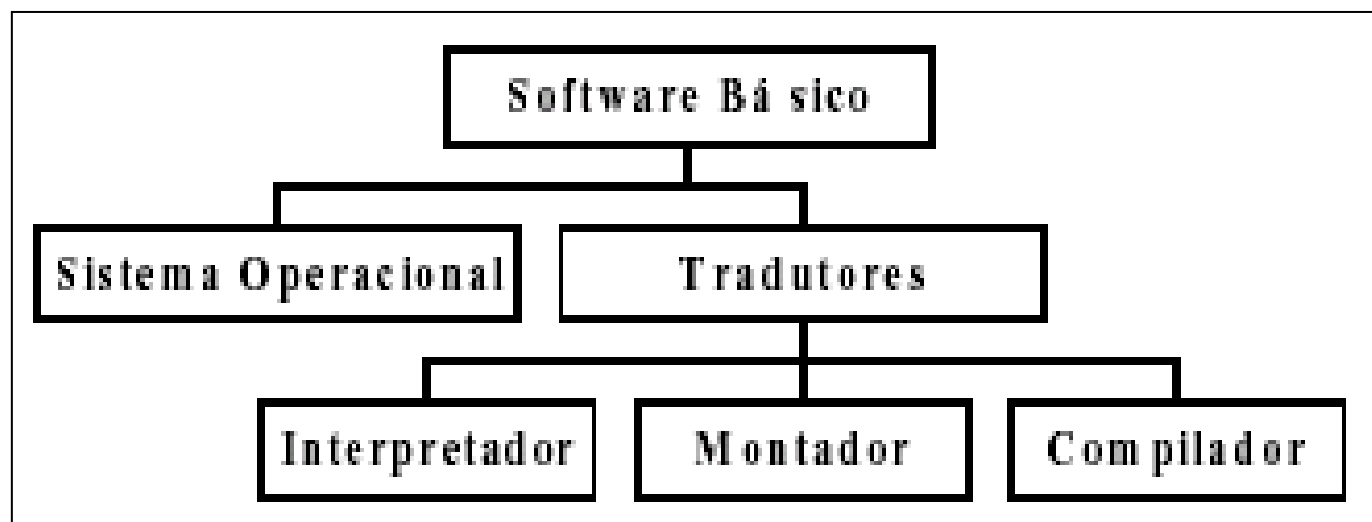 Software Básico
Sistema Operacional
Tradutores
Interpretador
Montador
Compilador